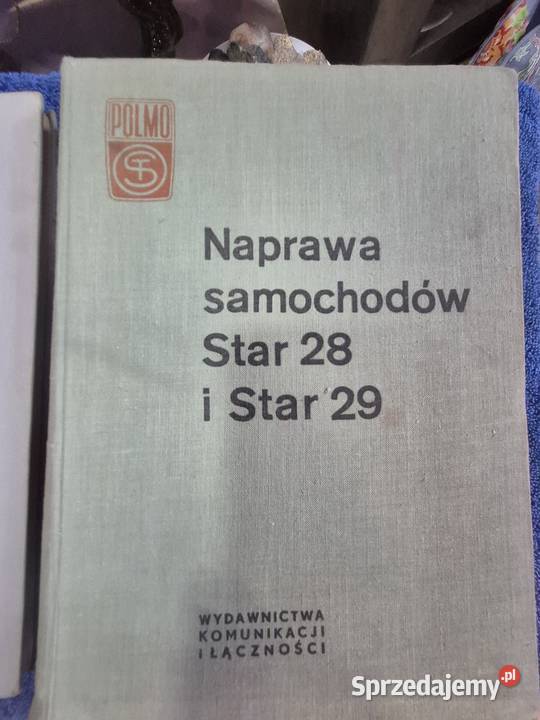 POLMO
Naprawa
samochodów
Star 28
i Star 29
WYDAWNICTWA
KOMUNIKACJI
I ŁĄCZNOŚCI
Sprzedajemy.pl